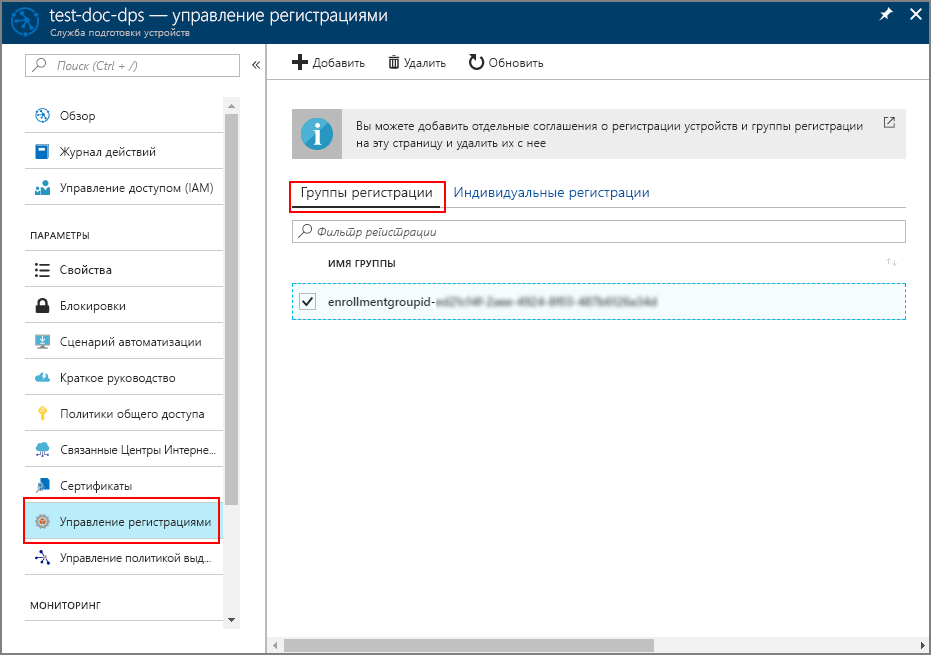 test-doc-dps — управление регистрациями
Служба подготовки устройств
Поиск (Ctrl + /)
«
Обзор
Журнал действий
Управление доступом (IAM)
ПАРАМЕТРЫ
Свойства
Блокировки
Сценарий автоматизации
Краткое руководство
Политики общего доступа
Связанные Центры Интерне...
Сертификаты
Управление регистрациями
Управление политикой выд...
МОНИТОРИНГ
Добавить Удалить Обновить
Вы можете добавить отдельные соглашения о регистрации устройств и группы регистрации
на эту страницу и удалить их с нее
Группы регистрации Индивидуальные регистрации
Фильтр регистрации
ИМЯ ГРУППЫ
enrollmentgroupid-